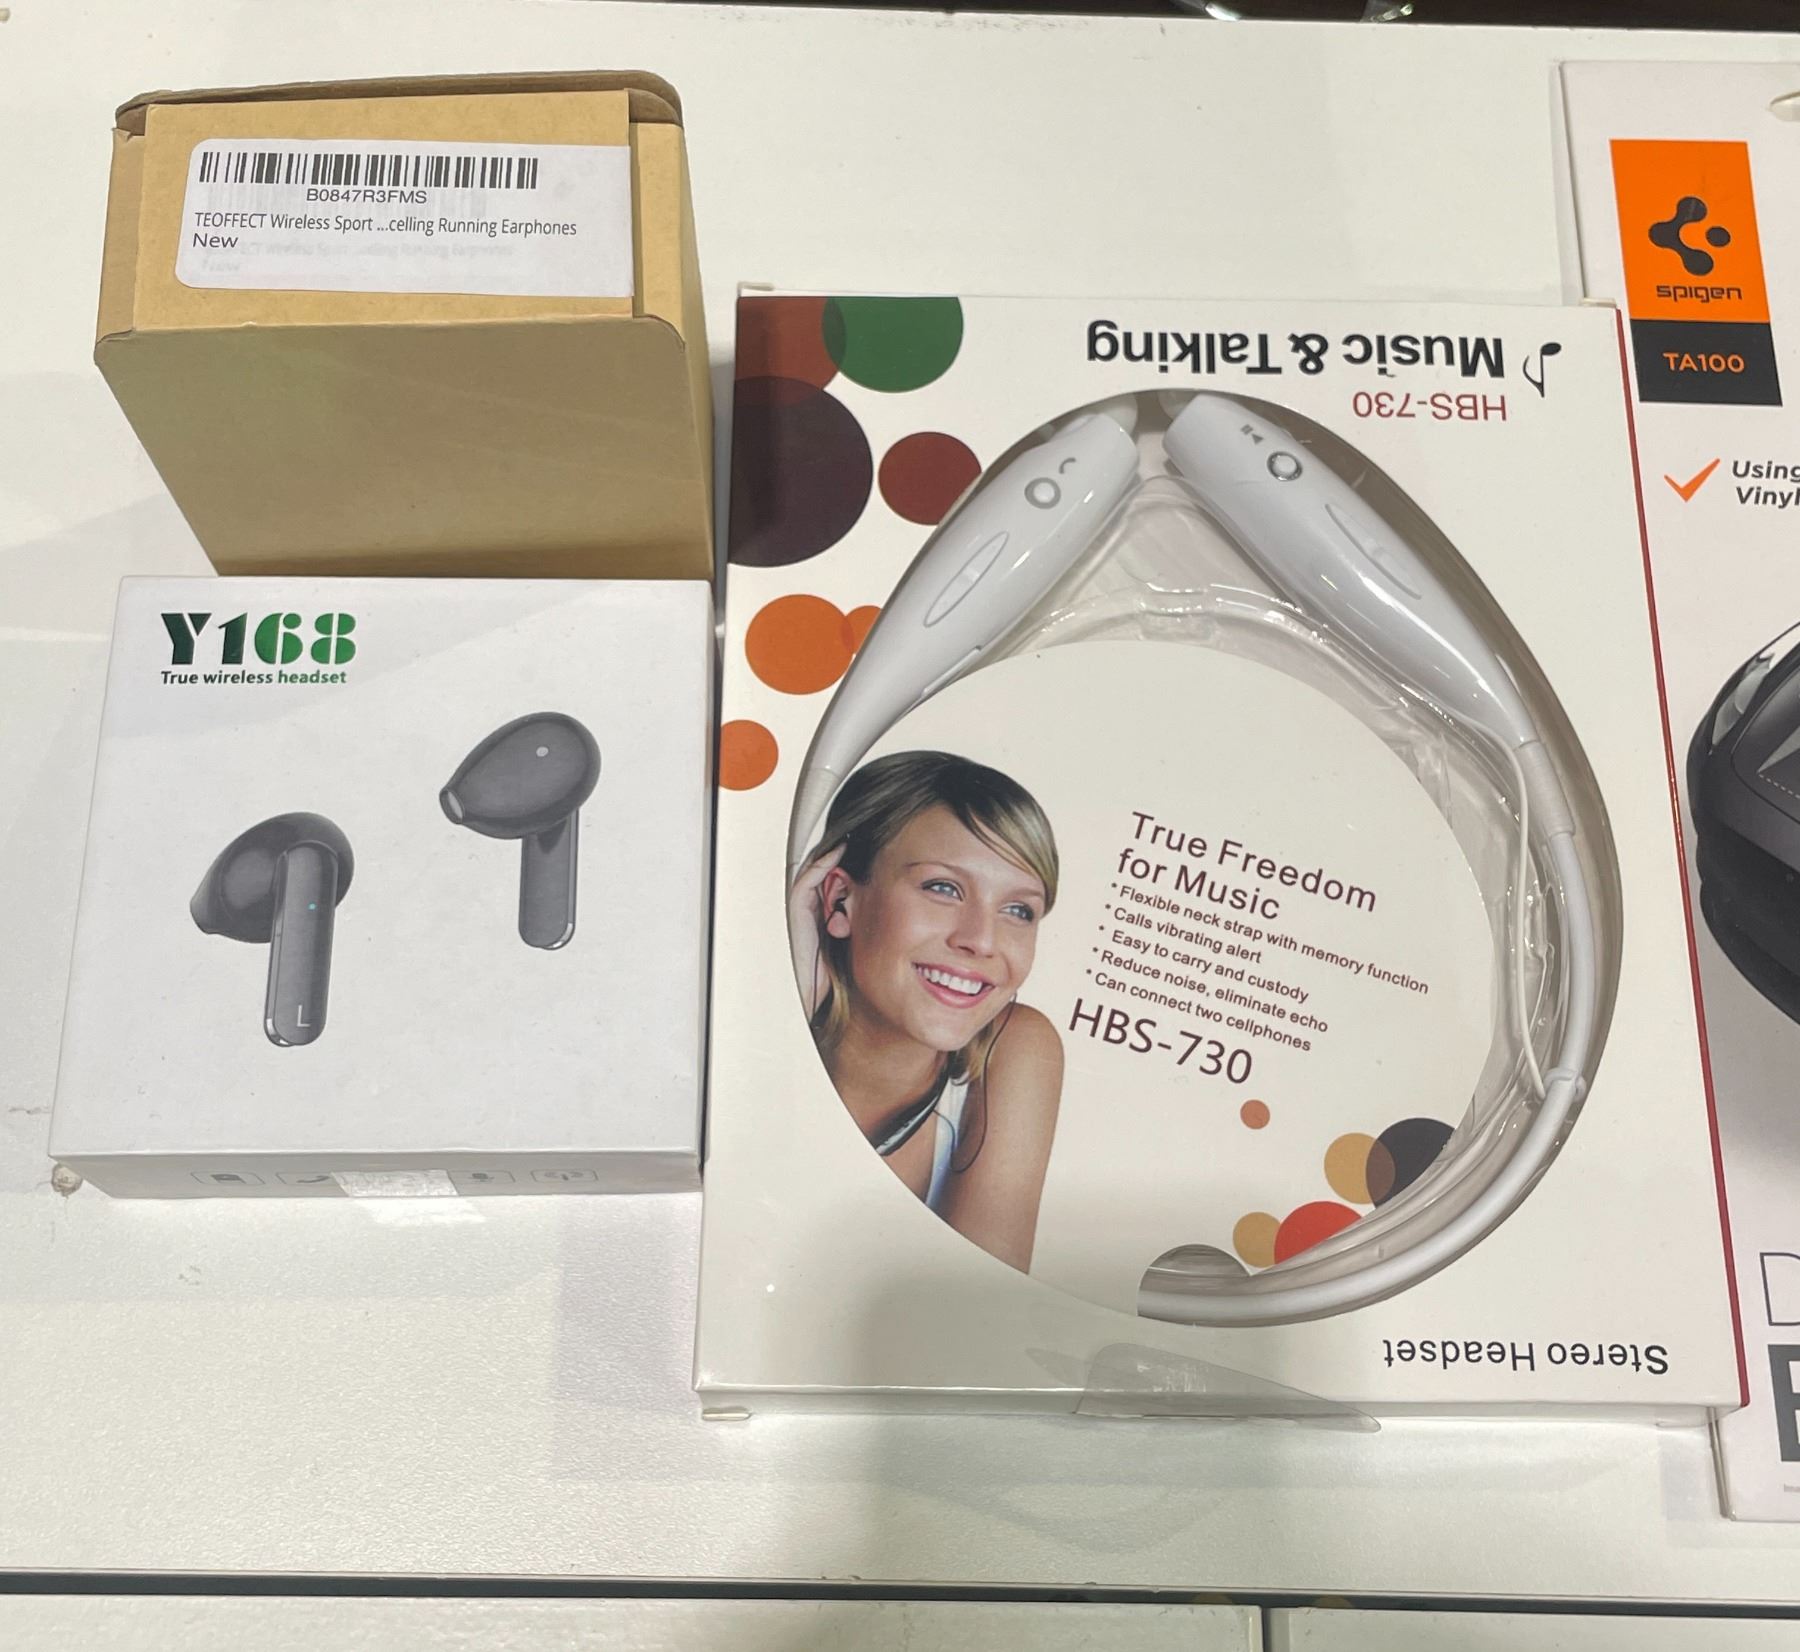 B0847R3FMS
TEOFFECT Wireless Sport ...celling Running Earphones
New
Y168
True wireless headset
L
Music & Talking
HBS-730
True Freedom
for Music
*Flexible neck strap with memory function
*Calls vibrating alert
* Easy to carry and custody
*Reduce noise, eliminate echo
*Can connect two cellphones
HBS-730
Stereo Headset
spigen
TA100
Using
Vinyl